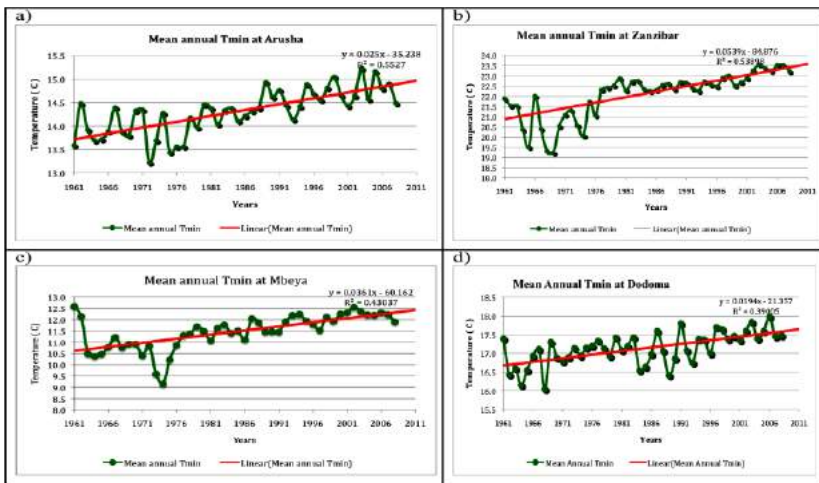 a)
Mean annual Tmin at Arusha
y = 0.025x - 35.238
R² = 0.5527
15.5
15.0
14.5
14.0
13.5
13.0
Temperature (C)
1961 1966 1971 1976 1981 1986 1991 1996 2001 2006 2011
Years
Mean annual Tmin Linear(Mean annual Tmin)
b)
Mean annual Tmin at Zanzibar
y = 0.0539x - 84.876
R² = 0.53898
24.0
23.5
23.0
22.5
22.0
21.5
21.0
20.5
20.0
19.5
19.0
18.5
18.0
Temperature (C)
1961 1966 1971 1976 1981 1986 1991 1996 2001 2006 2011
Years
Mean annual Tmin Linear(Mean annual Tmin)
c)
Mean annual Tmin at Mbeya
y = 0.0361x - 60.162
R² = 0.43037
13.0
12.5
12.0
11.5
11.0
10.5
10.0
9.5
9.0
8.5
8.0
Temperature (C)
1961 1966 1971 1976 1981 1986 1991 1996 2001 2006 2011
Years
Mean annual Tmin Linear(Mean annual Tmin)
d)
Mean Annual Tmin at Dodoma
y = 0.0194x - 21.357
R² = 0.39005
18.5
18.0
17.5
17.0
16.5
16.0
15.5
Temperature (C)
1961 1966 1971 1976 1981 1986 1991 1996 2001 2006 2011
Years
Mean Annual Tmin Linear(Mean Annual Tmin)